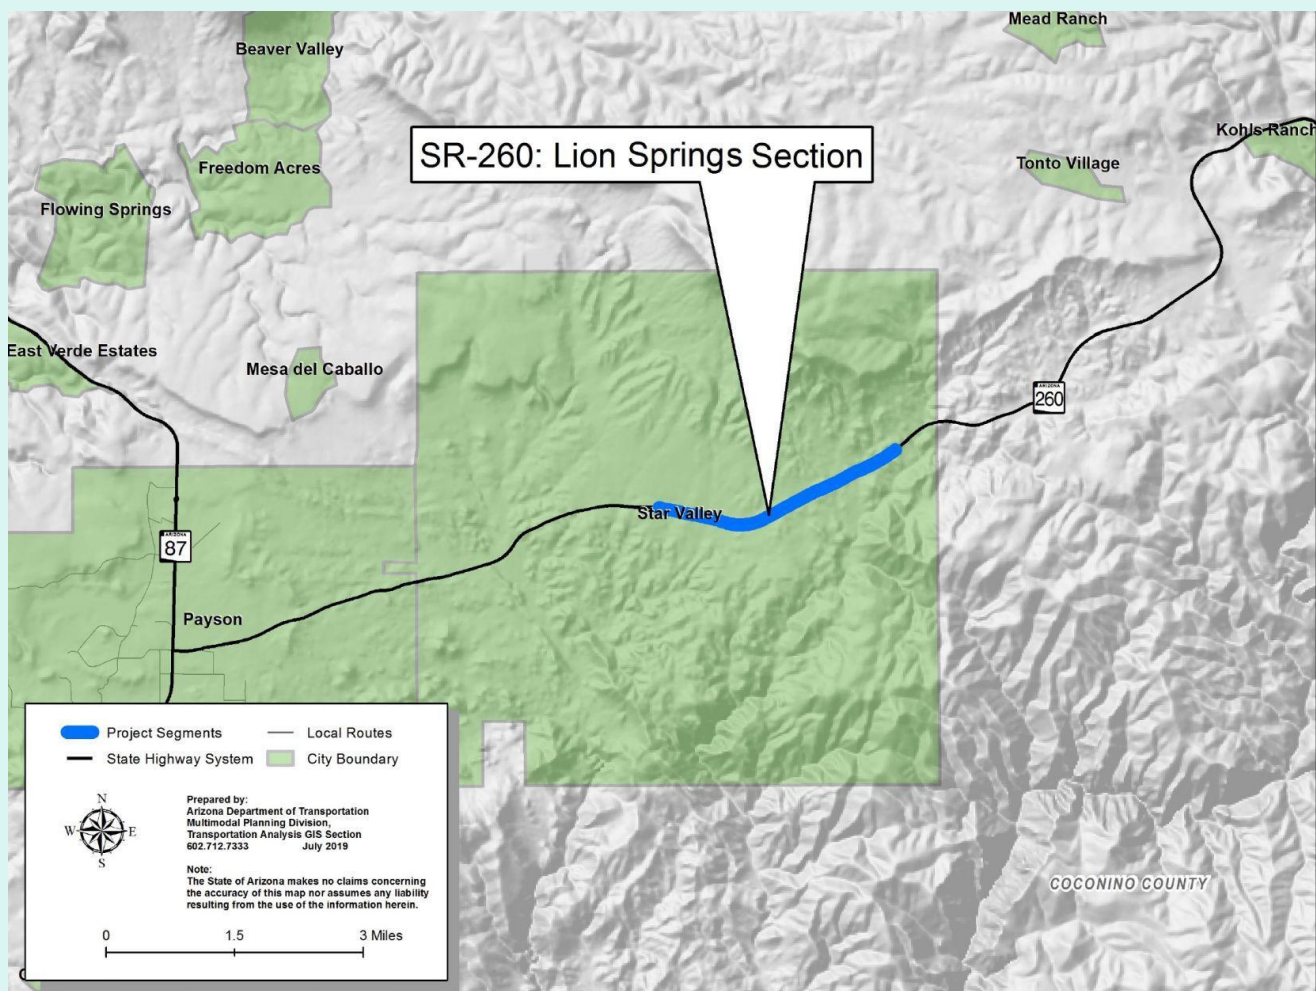 Mead Ranch
Beaver Valley
Kohls Ranch
SR-260: Lion Springs Section
Tonto Village
Freedom Acres
Flowing Springs
East Verde Estates
Mesa del Caballo
ARIZONA
260
Star Valley
ARIZONA
87
Payson
Project Segments
Local Routes
State Highway System
City Boundary
N
W E
S
Prepared by:
Arizona Department of Transportation
Multimodal Planning Division,
Transportation Analysis GIS Section
602.712.7333 July 2019
Note:
The State of Arizona makes no claims concerning
the accuracy of this map nor assumes any liability
resulting from the use of the information herein.
COCONINO COUNTY
0 1.5 3 Miles